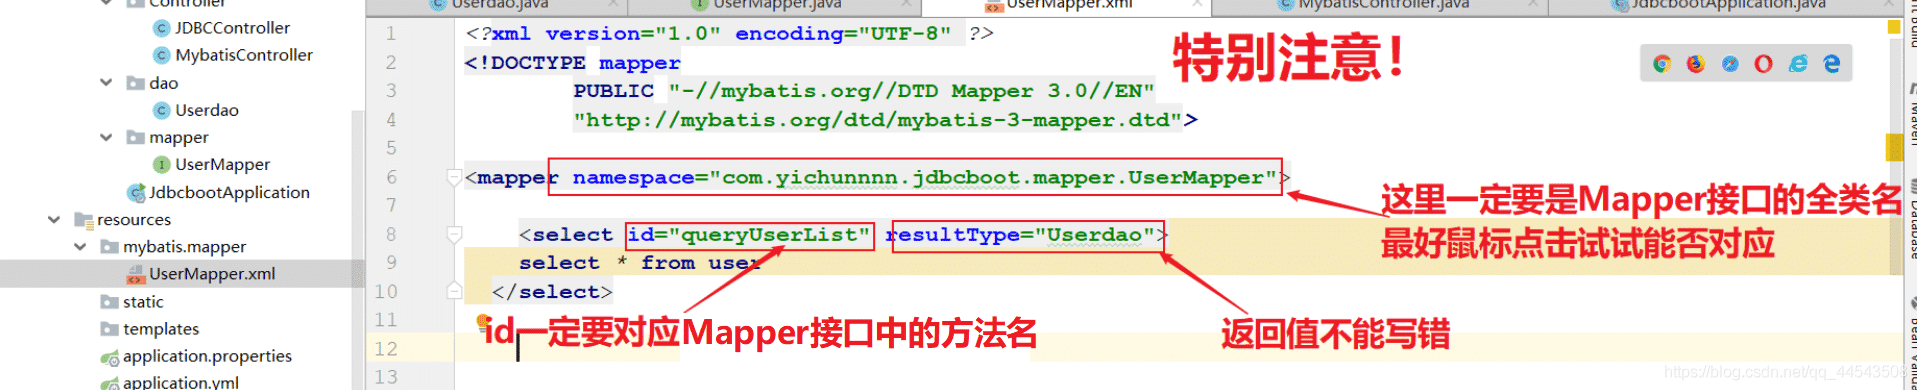 Controller
JDBCController
MybatisController
dao
Userdao
mapper
UserMapper
JdbcbootApplication
resources
mybatis.mapper
UserMapper.xml
static
templates
application.properties
application.yml
Userdao.java
UserMapper.java
UserMapper.xml
MybatisController.java
JdbcbootApplication.java
1 <?xml version="1.0" encoding="UTF-8" ?>
特别注意！
2 <!DOCTYPE mapper
3 PUBLIC "-//mybatis.org//DTD Mapper 3.0//EN"
4 "http://mybatis.org/dtd/mybatis-3-mapper.dtd">
5
6 <mapper namespace="com.yichunnnn.jdbcboot.mapper.UserMapper">
这里一定要是Mapper接口的全类名
最好鼠标点击试试能否对应
7
8 <select id="queryUserList" resultType="Userdao">
9 select * from user
10 </select>
11
id一定要对应Mapper接口中的方法名
返回值不能写错
12
13
Maven
Database
https://blog.csdn.net/qq_44543508